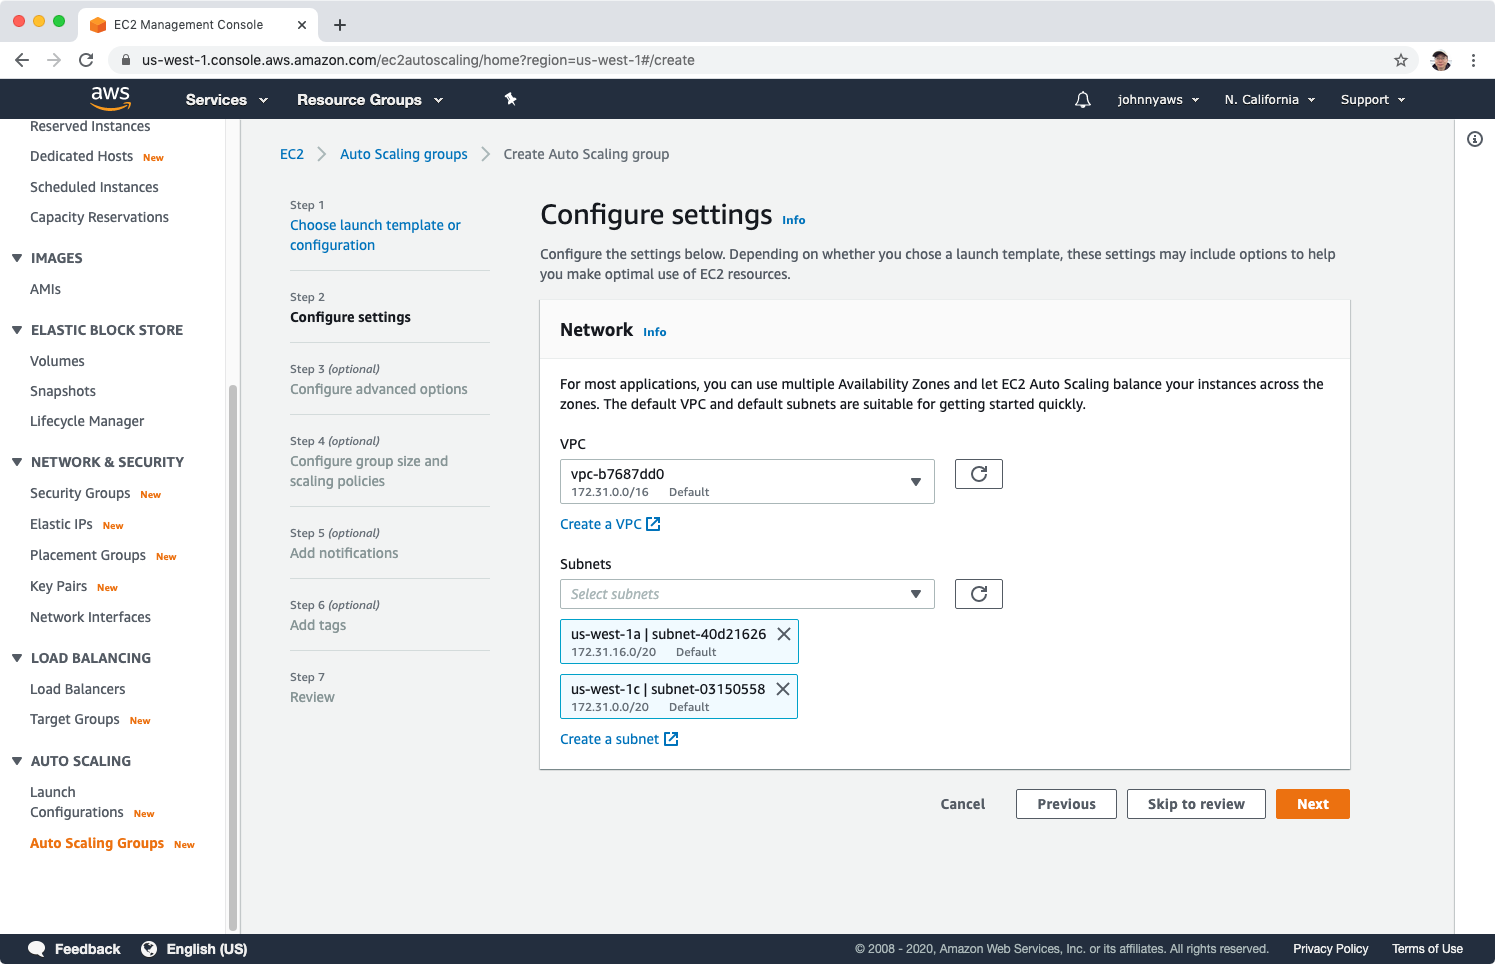 EC2 Management Console
us-west-1.console.aws.amazon.com/ec2autoscaling/home?region=us-west-1#/create
aws
Services
Resource Groups
johnnyaws
N. California
Support
Reserved Instances
Dedicated Hosts New
Scheduled Instances
Capacity Reservations
IMAGES
AMIs
ELASTIC BLOCK STORE
Volumes
Snapshots
Lifecycle Manager
NETWORK & SECURITY
Security Groups New
Elastic IPs New
Placement Groups New
Key Pairs New
Network Interfaces
LOAD BALANCING
Load Balancers
Target Groups New
AUTO SCALING
Launch
Configurations New
Auto Scaling Groups New
EC2
Auto Scaling groups
Create Auto Scaling group
Step 1
Choose launch template or
configuration
Step 2
Configure settings
Step 3 (optional)
Configure advanced options
Step 4 (optional)
Configure group size and
scaling policies
Step 5 (optional)
Add notifications
Step 6 (optional)
Add tags
Step 7
Review
Configure settings Info
Configure the settings below. Depending on whether you chose a launch template, these settings may include options to help
you make optimal use of EC2 resources.
Network Info
For most applications, you can use multiple Availability Zones and let EC2 Auto Scaling balance your instances across the
zones. The default VPC and default subnets are suitable for getting started quickly.
VPC
vpc-b7687dd0
172.31.0.0/16 Default
Create a VPC
Subnets
Select subnets
us-west-1a | subnet-40d21626
172.31.16.0/20 Default
us-west-1c | subnet-03150558
172.31.0.0/20 Default
Create a subnet
Cancel
Previous
Skip to review
Next
Feedback
English (US)
© 2008 - 2020, Amazon Web Services, Inc. or its affiliates. All rights reserved.
Privacy Policy
Terms of Use